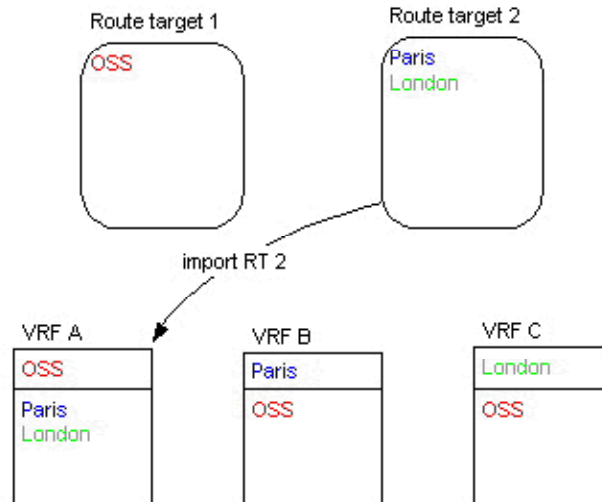 Route target 1
Route target 2
OSS
Paris
London
import RT 2
VRF A
OSS
Paris
London
VRF B
Paris
OSS
VRF C
London
OSS